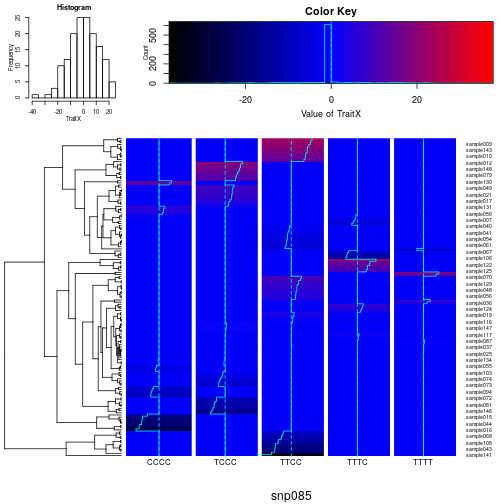 Histogram
Frequency
0 5 10 15 20 25
-40 -20 0 20
TraitX
Color Key
Count
0 200 500
-20 0 20
Value of TraitX
sample009
sample143
sample010
sample012
sample148
sample079
sample130
sample049
sample021
sample017
sample131
sample059
sample007
sample040
sample041
sample054
sample061
sample067
sample106
sample122
sample125
sample070
sample129
sample048
sample056
sample036
sample124
sample019
sample116
sample147
sample117
sample087
sample037
sample025
sample134
sample055
sample103
sample074
sample073
sample094
sample072
sample081
sample146
sample015
sample044
sample016
sample068
sample108
sample043
sample141
CCCC TCCC TTCC TTTC TTTT
snp085